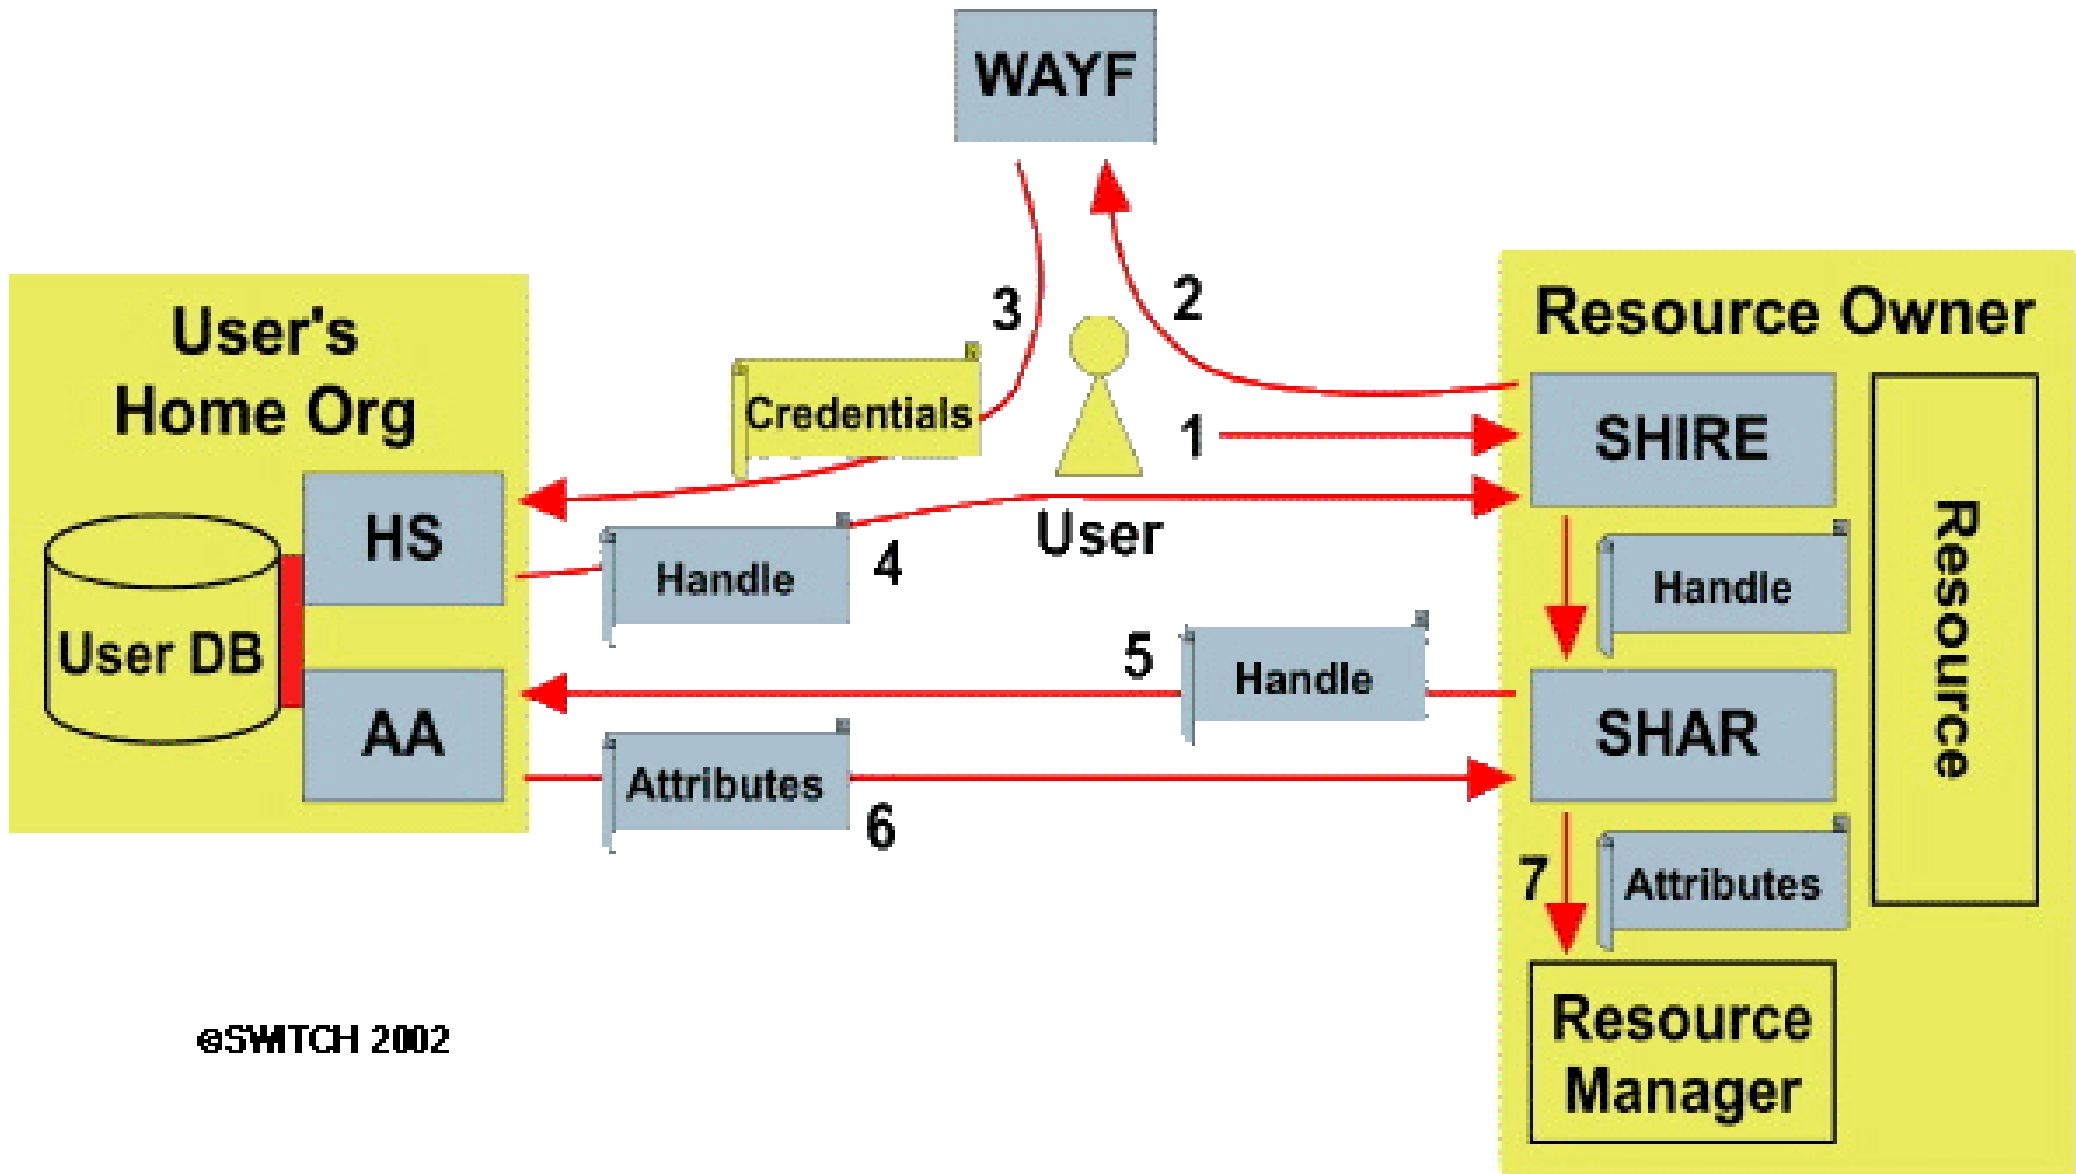 WAYF
3
2
User's
Home Org
Credentials
1
Resource Owner
SHIRE
HS
Handle
4
User
Handle
Resource
User DB
5
Handle
AA
SHAR
Attributes
6
7
Attributes
Resource
Manager
©SWITCH 2002